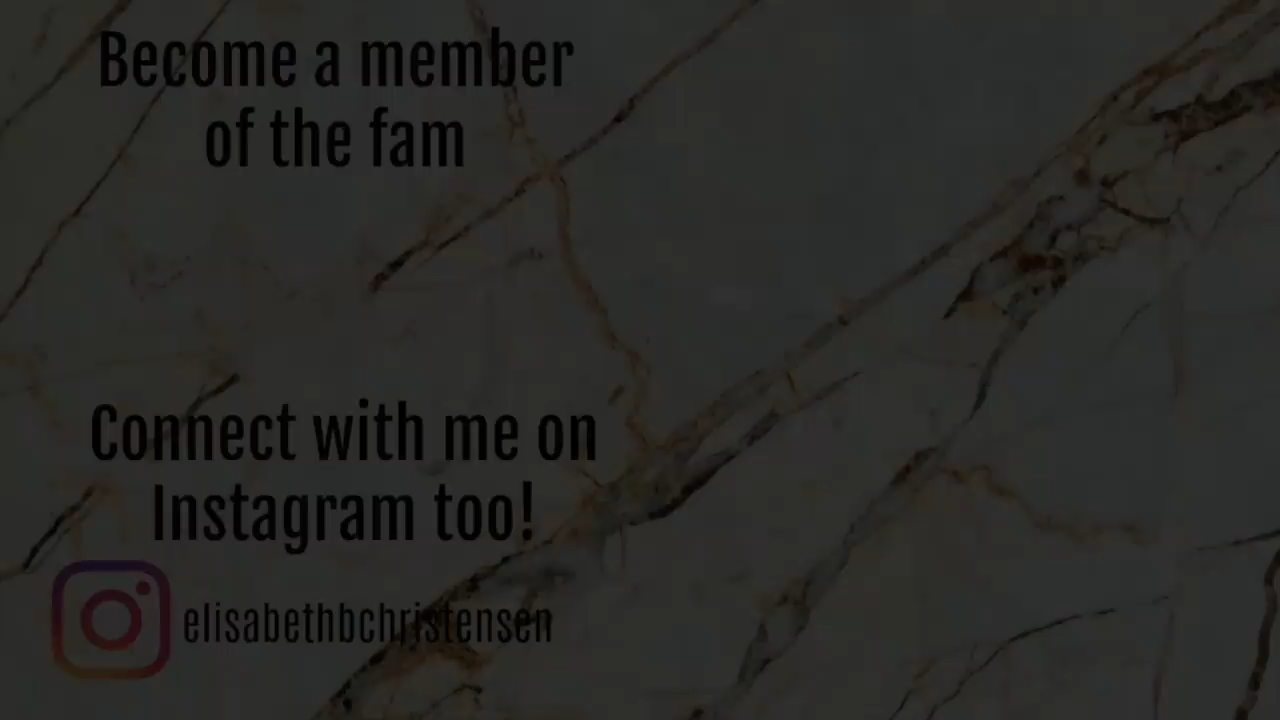 Become a member
of the fam
Connect with me on
Instagram too!
elisabethbchristensen